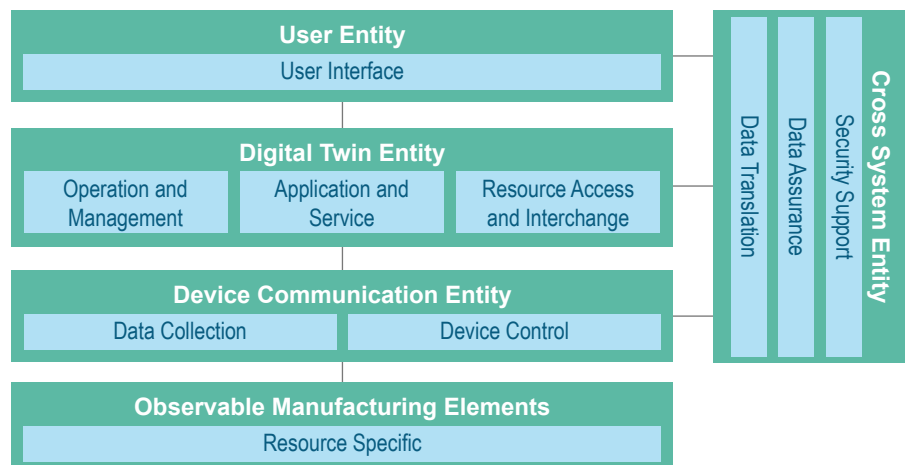 User Entity
User Interface
Digital Twin Entity
Operation and
Management
Application and
Service
Resource Access
and Interchange
Device Communication Entity
Data Collection
Device Control
Observable Manufacturing Elements
Resource Specific
Cross System Entity
Security Support
Data Assurance
Data Translation